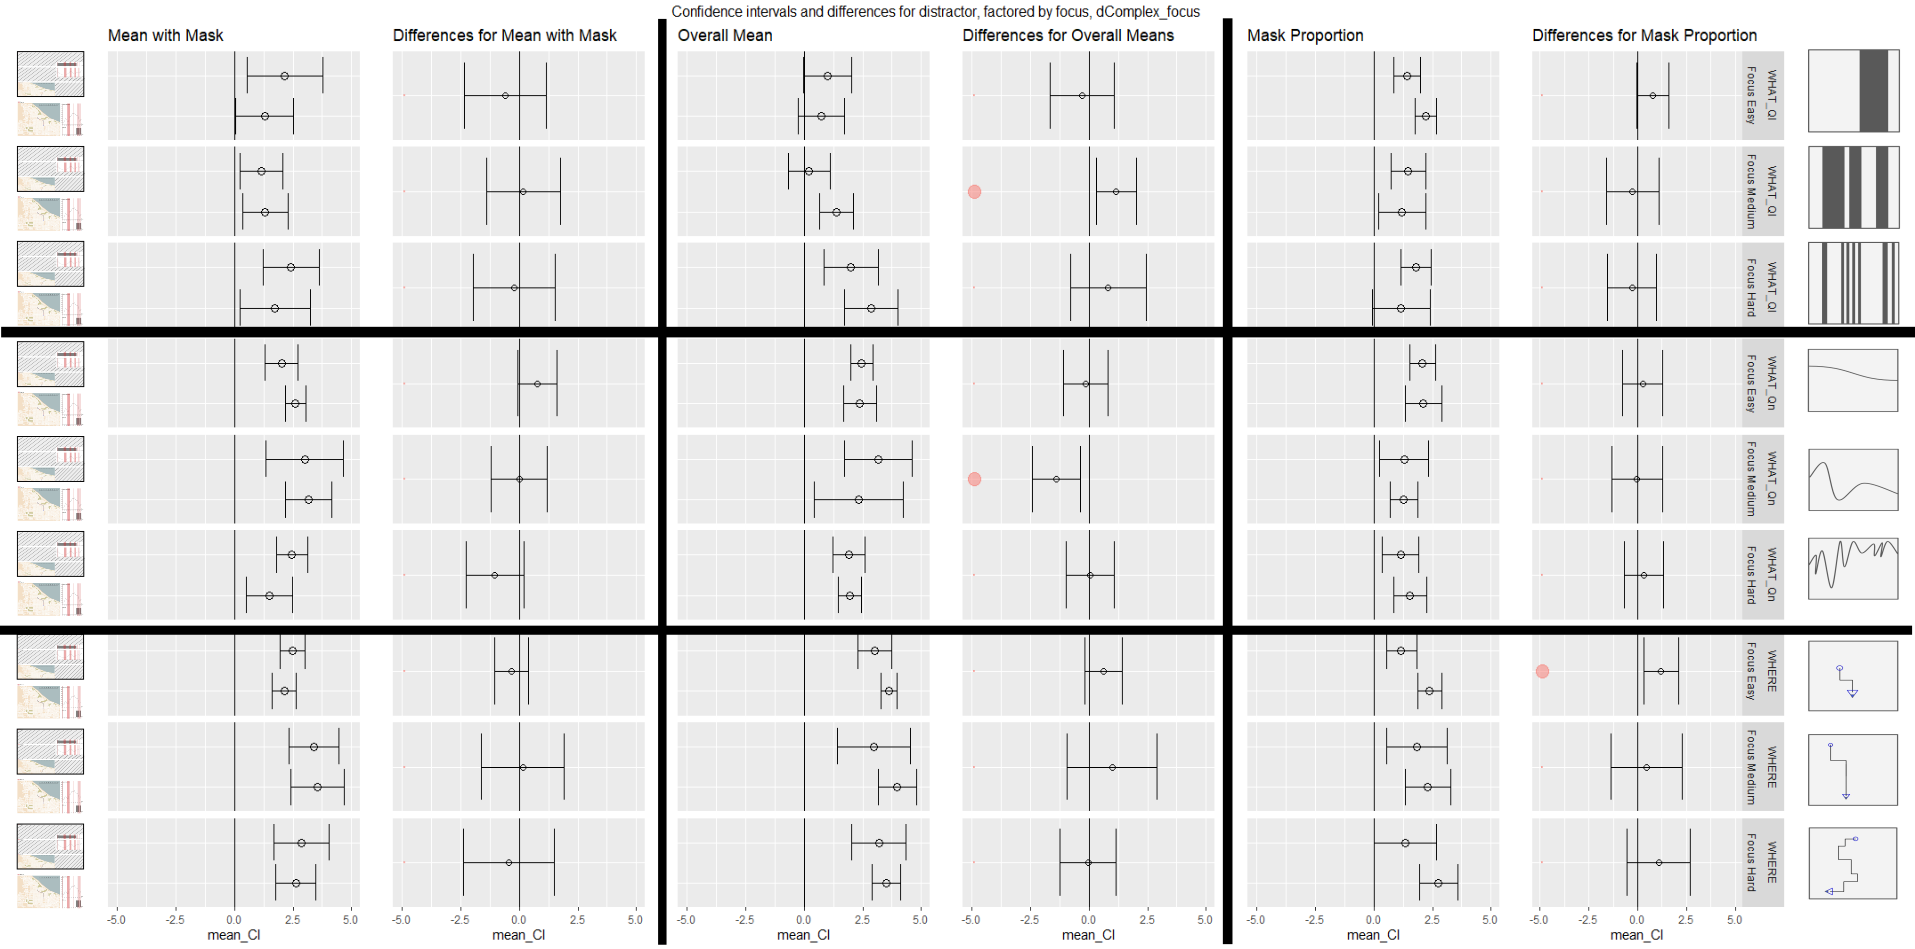 Confidence intervals and differences for distractor, factored by focus, dComplex_focus
Mean with Mask
Differences for Mean with Mask
Overall Mean
Differences for Overall Means
Mask Proportion
Differences for Mask Proportion
WHAT_Ql
Focus Easy
WHAT_Ql
Focus Medium
WHAT_Ql
Focus Hard
WHAT_Qn
Focus Easy
WHAT_Qn
Focus Medium
WHAT_Qn
Focus Hard
WHERE
Focus Easy
WHERE
Focus Medium
WHERE
Focus Hard
-5.0 -2.5 0.0 2.5 5.0
-5.0 -2.5 0.0 2.5 5.0
-5.0 -2.5 0.0 2.5 5.0
-5.0 -2.5 0.0 2.5 5.0
-5.0 -2.5 0.0 2.5 5.0
-5.0 -2.5 0.0 2.5 5.0
mean_CI
mean_CI
mean_CI
mean_CI
mean_CI
mean_CI